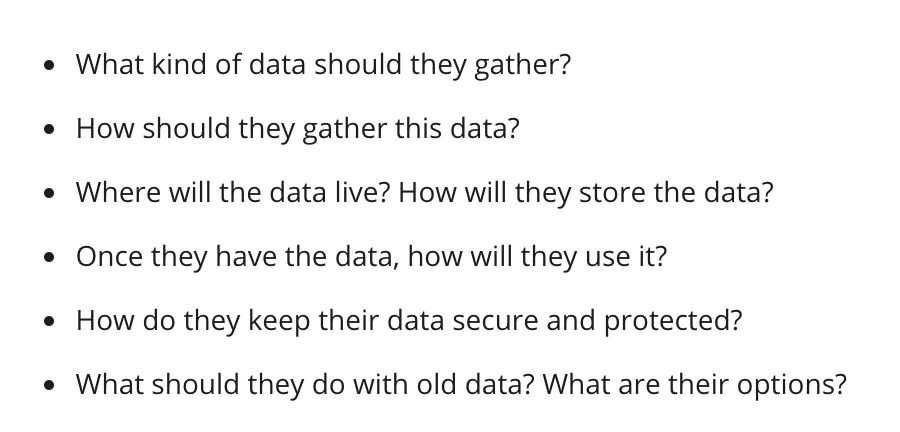 • What kind of data should they gather?
• How should they gather this data?
• Where will the data live? How will they store the data?
• Once they have the data, how will they use it?
• How do they keep their data secure and protected?
• What should they do with old data? What are their options?